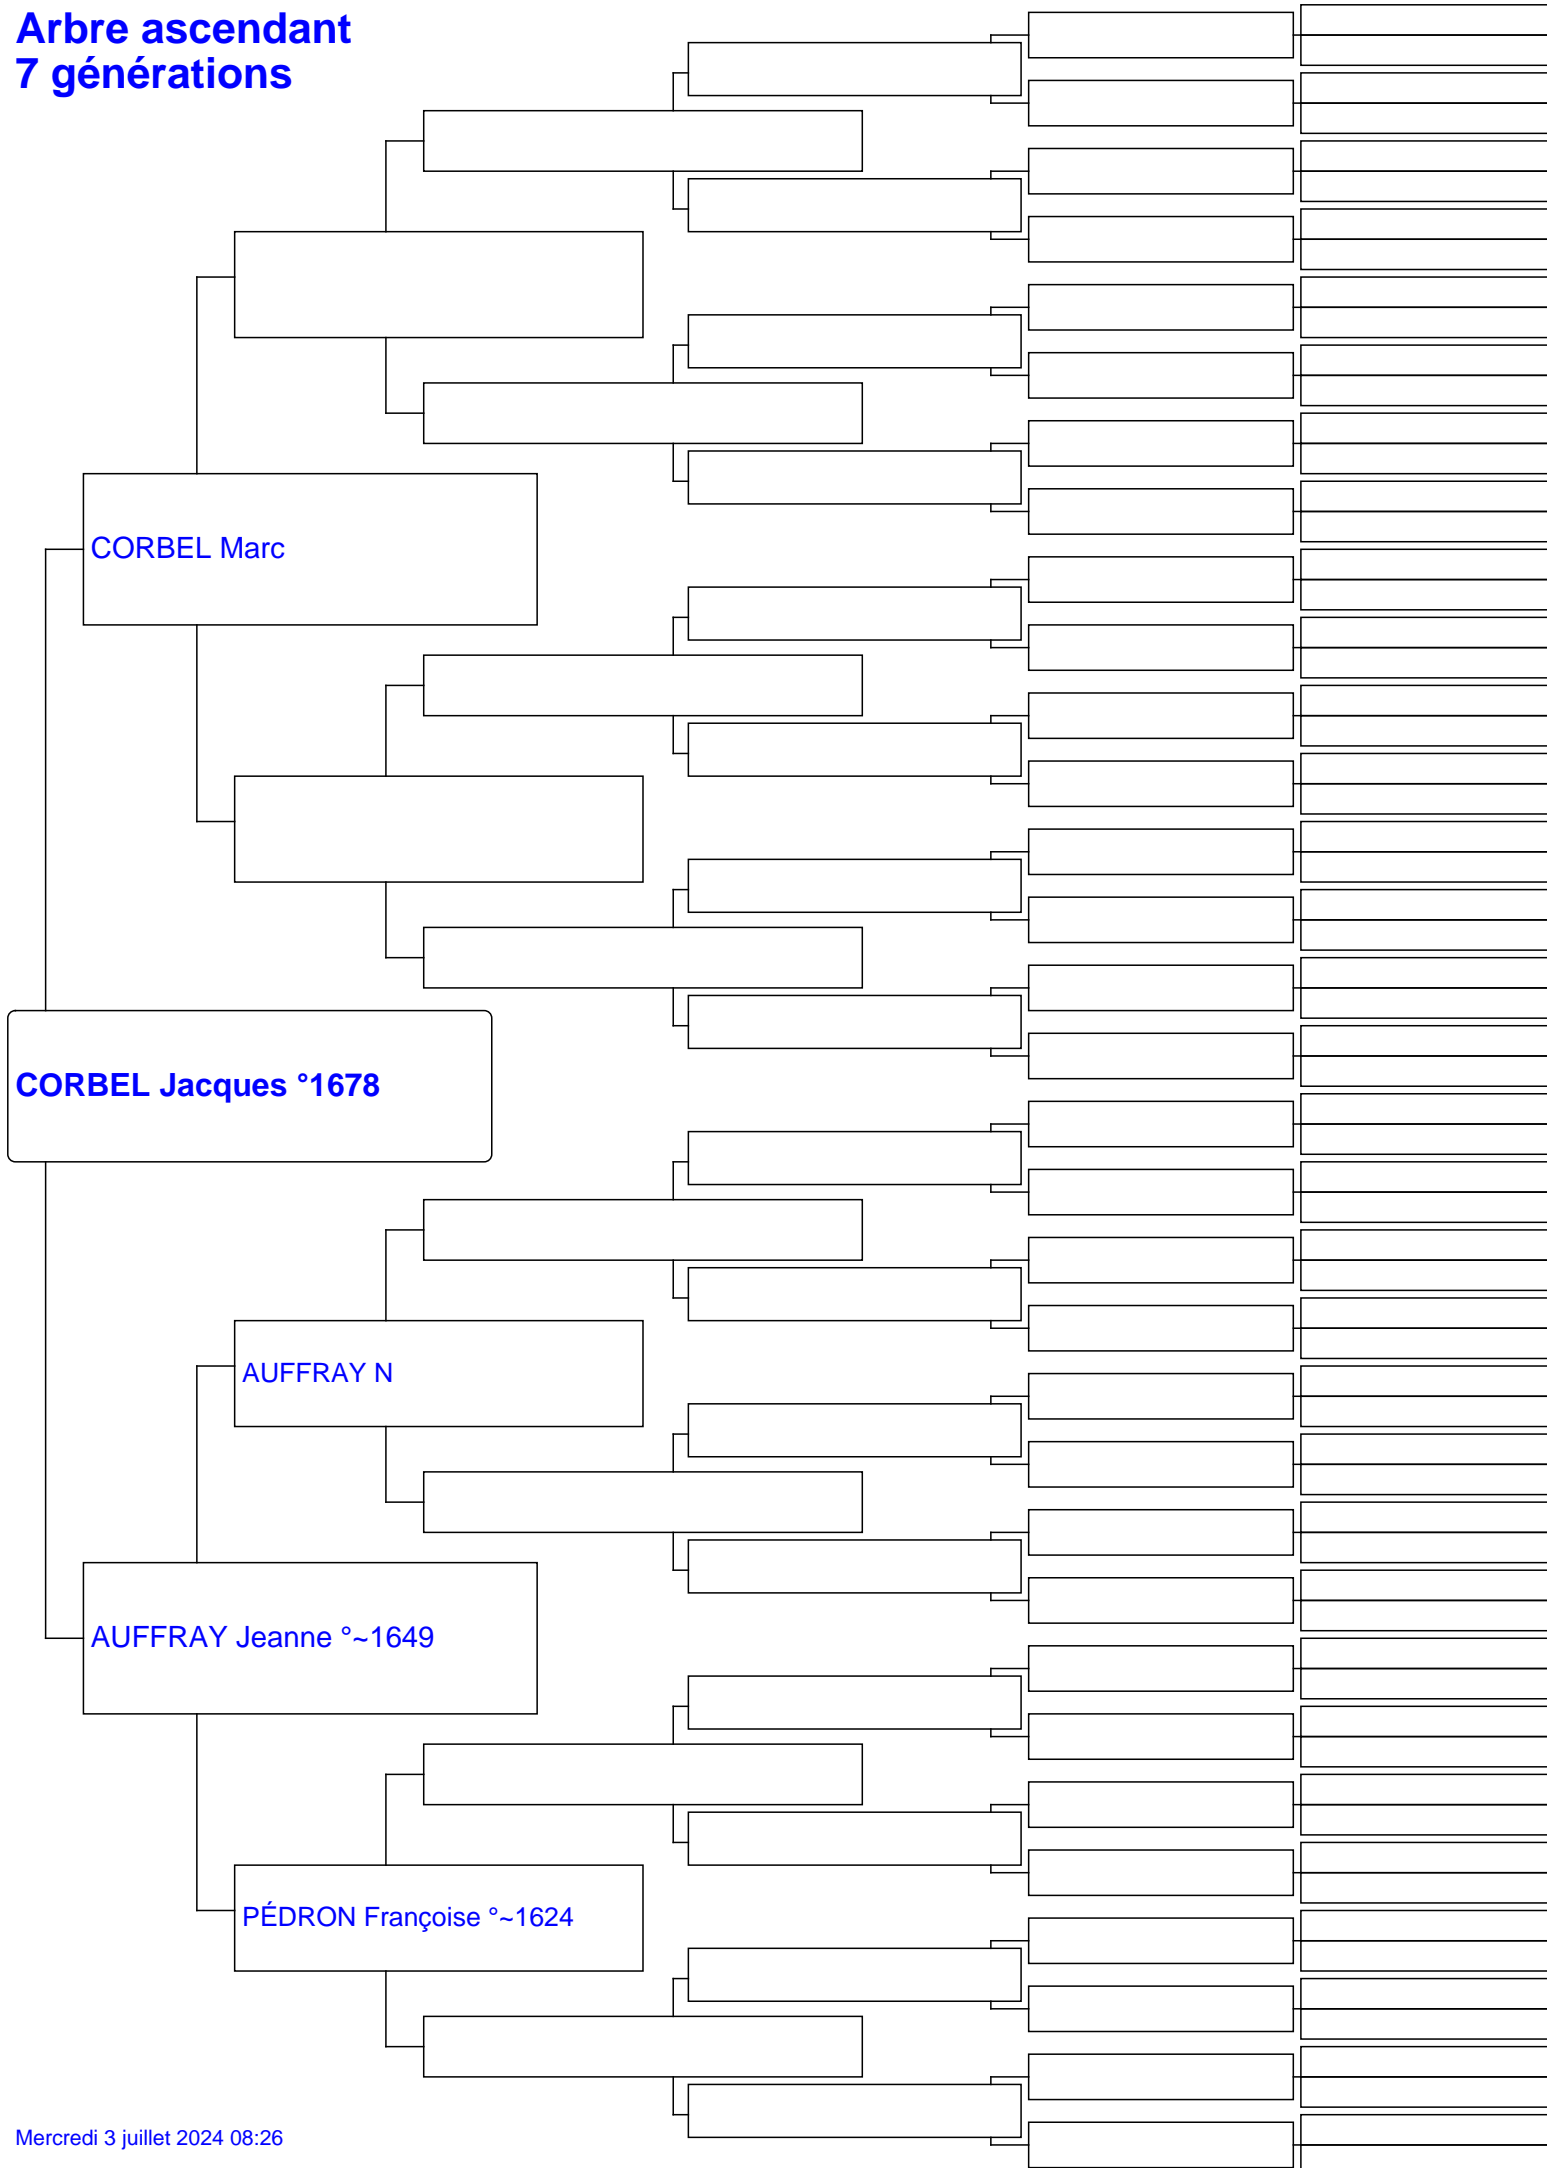 Arbre ascendant
7 générations
CORBEL Marc
CORBEL Jacques °1678
AUFFRAY N
AUFFRAY Jeanne °~1649
PÉDRON Françoise °~1624
Mercredi 3 juillet 2024 08:26